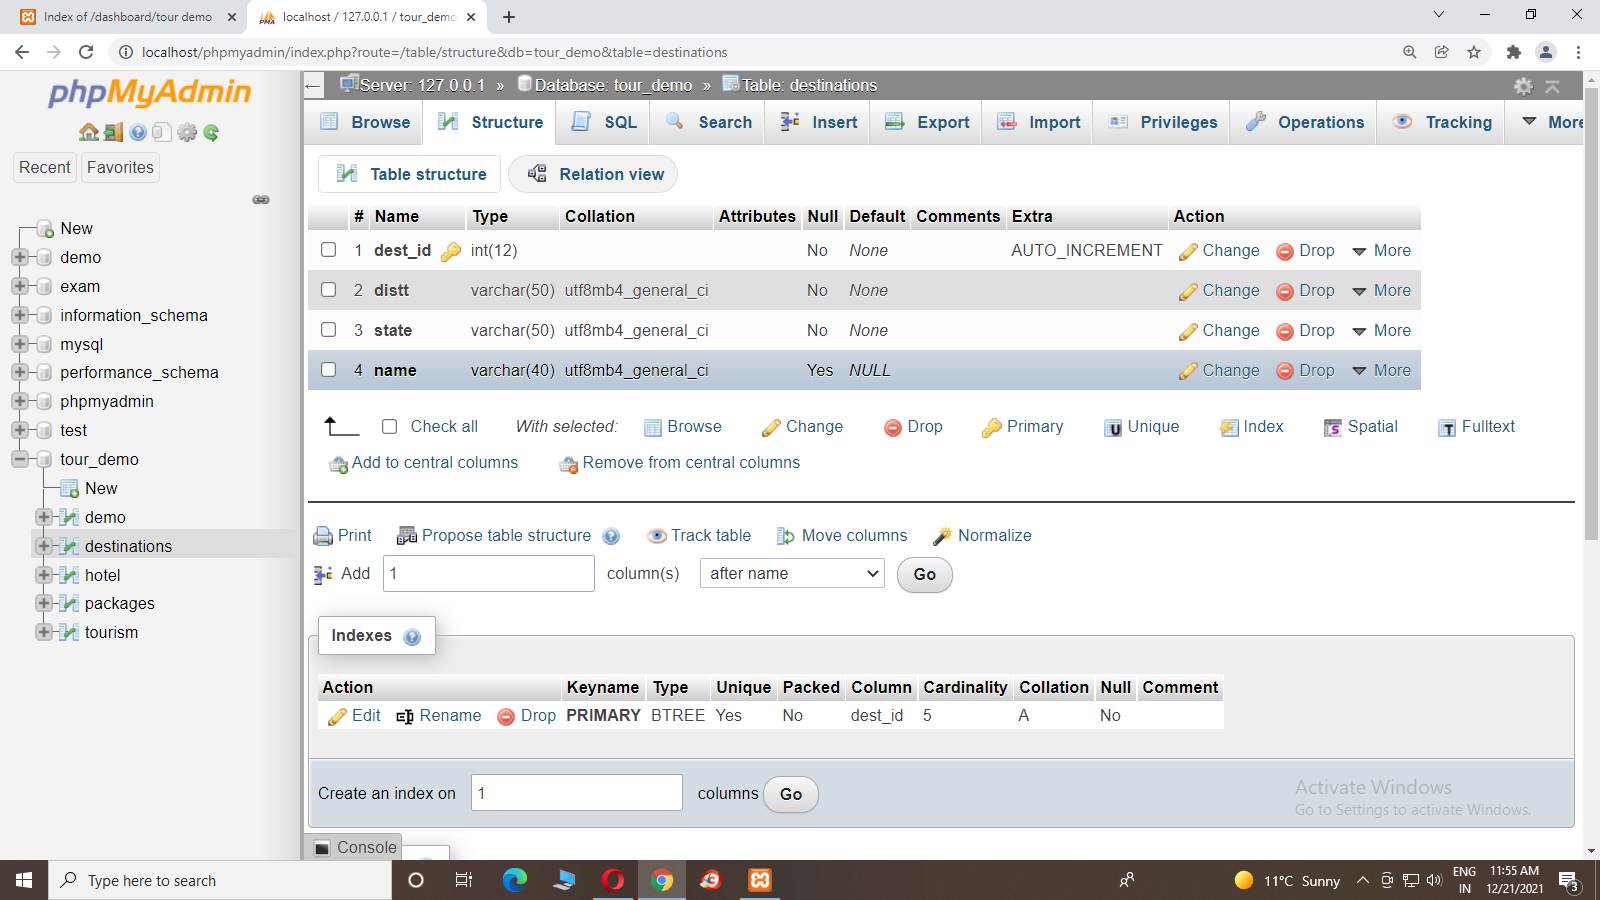 Index of /dashboard/tour demo
localhost / 127.0.0.1 / tour_demo
localhost/phpmyadmin/index.php?route=/table/structure&db=tour_demo&table=destinations
phpMyAdmin
Recent Favorites
New
demo
exam
information_schema
mysql
performance_schema
phpmyadmin
test
tour_demo
New
demo
destinations
hotel
packages
tourism
Server: 127.0.0.1 » Database: tour_demo » Table: destinations
Browse Structure SQL Search Insert Export Import Privileges Operations Tracking More
Table structure Relation view
# Name Type Collation Attributes Null Default Comments Extra Action
1 dest_id int(12) No None AUTO_INCREMENT Change Drop More
2 distt varchar(50) utf8mb4_general_ci No None Change Drop More
3 state varchar(50) utf8mb4_general_ci No None Change Drop More
4 name varchar(40) utf8mb4_general_ci Yes NULL Change Drop More
Check all With selected: Browse Change Drop Primary Unique Index Spatial Fulltext
Add to central columns Remove from central columns
Print Propose table structure Track table Move columns Normalize
Add 1 column(s) after name Go
Indexes
Action Keyname Type Unique Packed Column Cardinality Collation Null Comment
Edit Rename Drop PRIMARY BTREE Yes No dest_id 5 A No
Create an index on 1 columns Go
Activate Windows
Go to Settings to activate Windows.
Console
Type here to search
11°C Sunny
ENG
IN
11:55 AM
12/21/2021
3